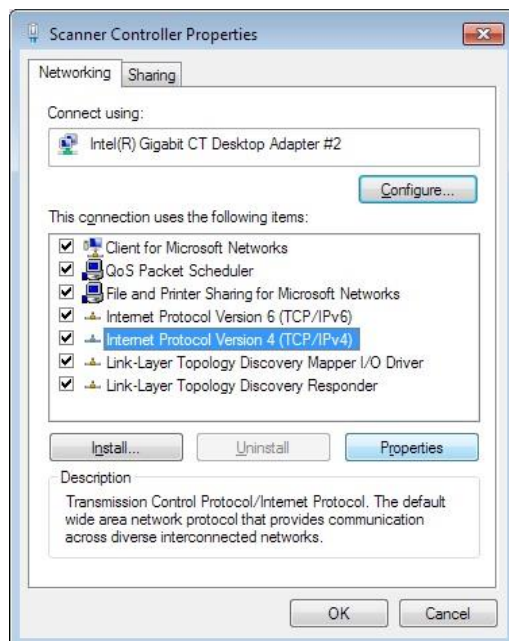 Scanner Controller Properties
Networking
Sharing
Connect using:
Intel(R) Gigabit CT Desktop Adapter #2
Configure...
This connection uses the following items:
Client for Microsoft Networks
QoS Packet Scheduler
File and Printer Sharing for Microsoft Networks
Internet Protocol Version 6 (TCP/IPv6)
Internet Protocol Version 4 (TCP/IPv4)
Link-Layer Topology Discovery Mapper I/O Driver
Link-Layer Topology Discovery Responder
Install...
Uninstall
Properties
Description
Transmission Control Protocol/Internet Protocol. The default
wide area network protocol that provides communication
across diverse interconnected networks.
OK
Cancel